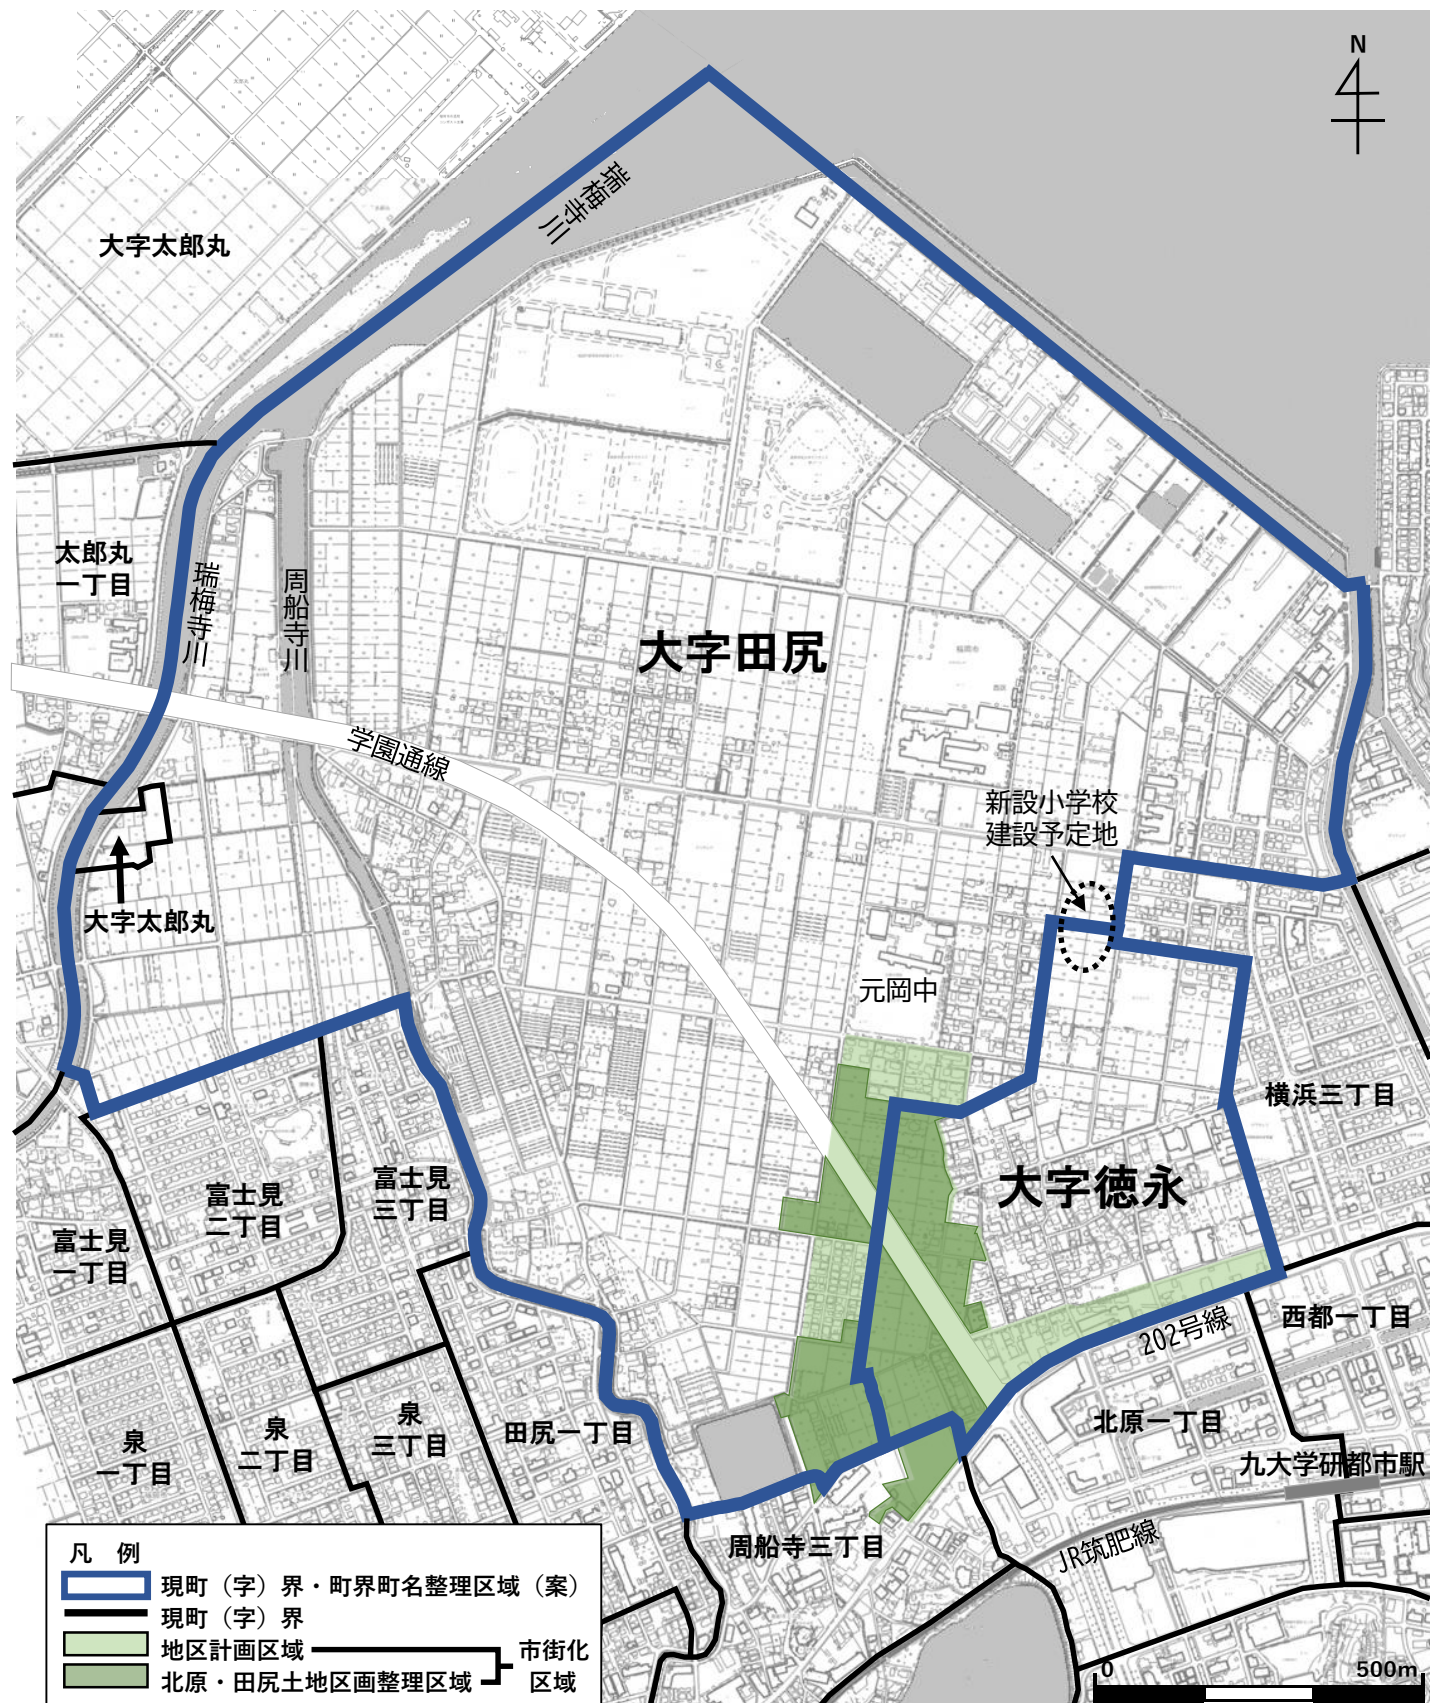 N
瑞梅寺川
大字太郎丸
太郎丸
一丁目
瑞梅寺川
周船寺川
大字田尻
学園通線
新設小学校
建設予定地
大字太郎丸
元岡中
横浜三丁目
大字徳永
富士見
一丁目
富士見
二丁目
富士見
三丁目
西都一丁目
202号線
北原一丁目
泉
一丁目
泉
二丁目
泉
三丁目
田尻一丁目
九大学研都市駅
周船寺三丁目
JR筑肥線
凡 例
現町（字）界・町界町名整理区域（案）
現町（字）界
地区計画区域
北原・田尻土地区画整理区域
市街化
区域
0 500m